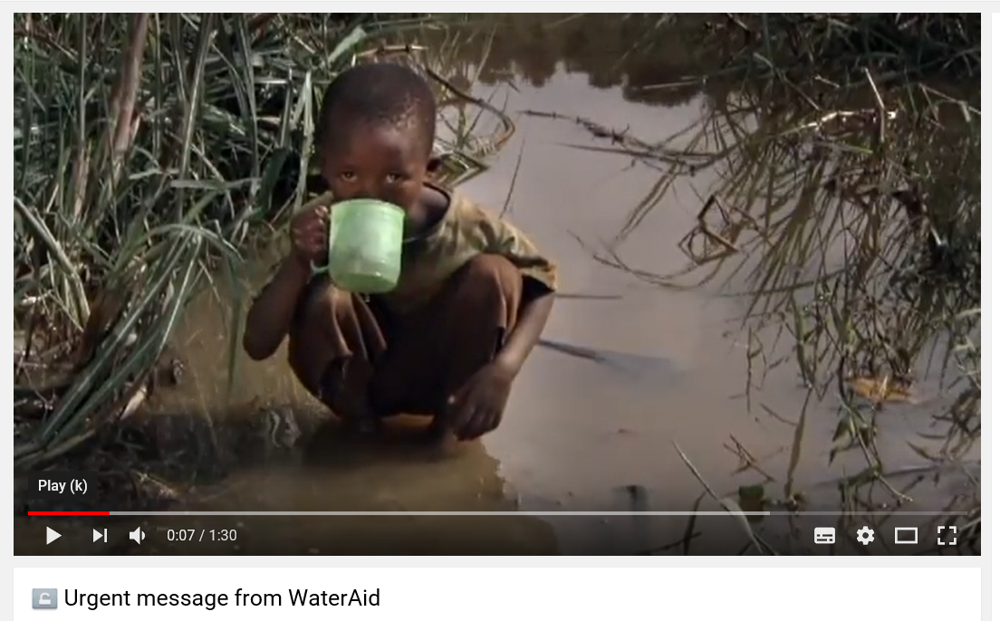 Play (k)
0:07 / 1:30
Urgent message from WaterAid